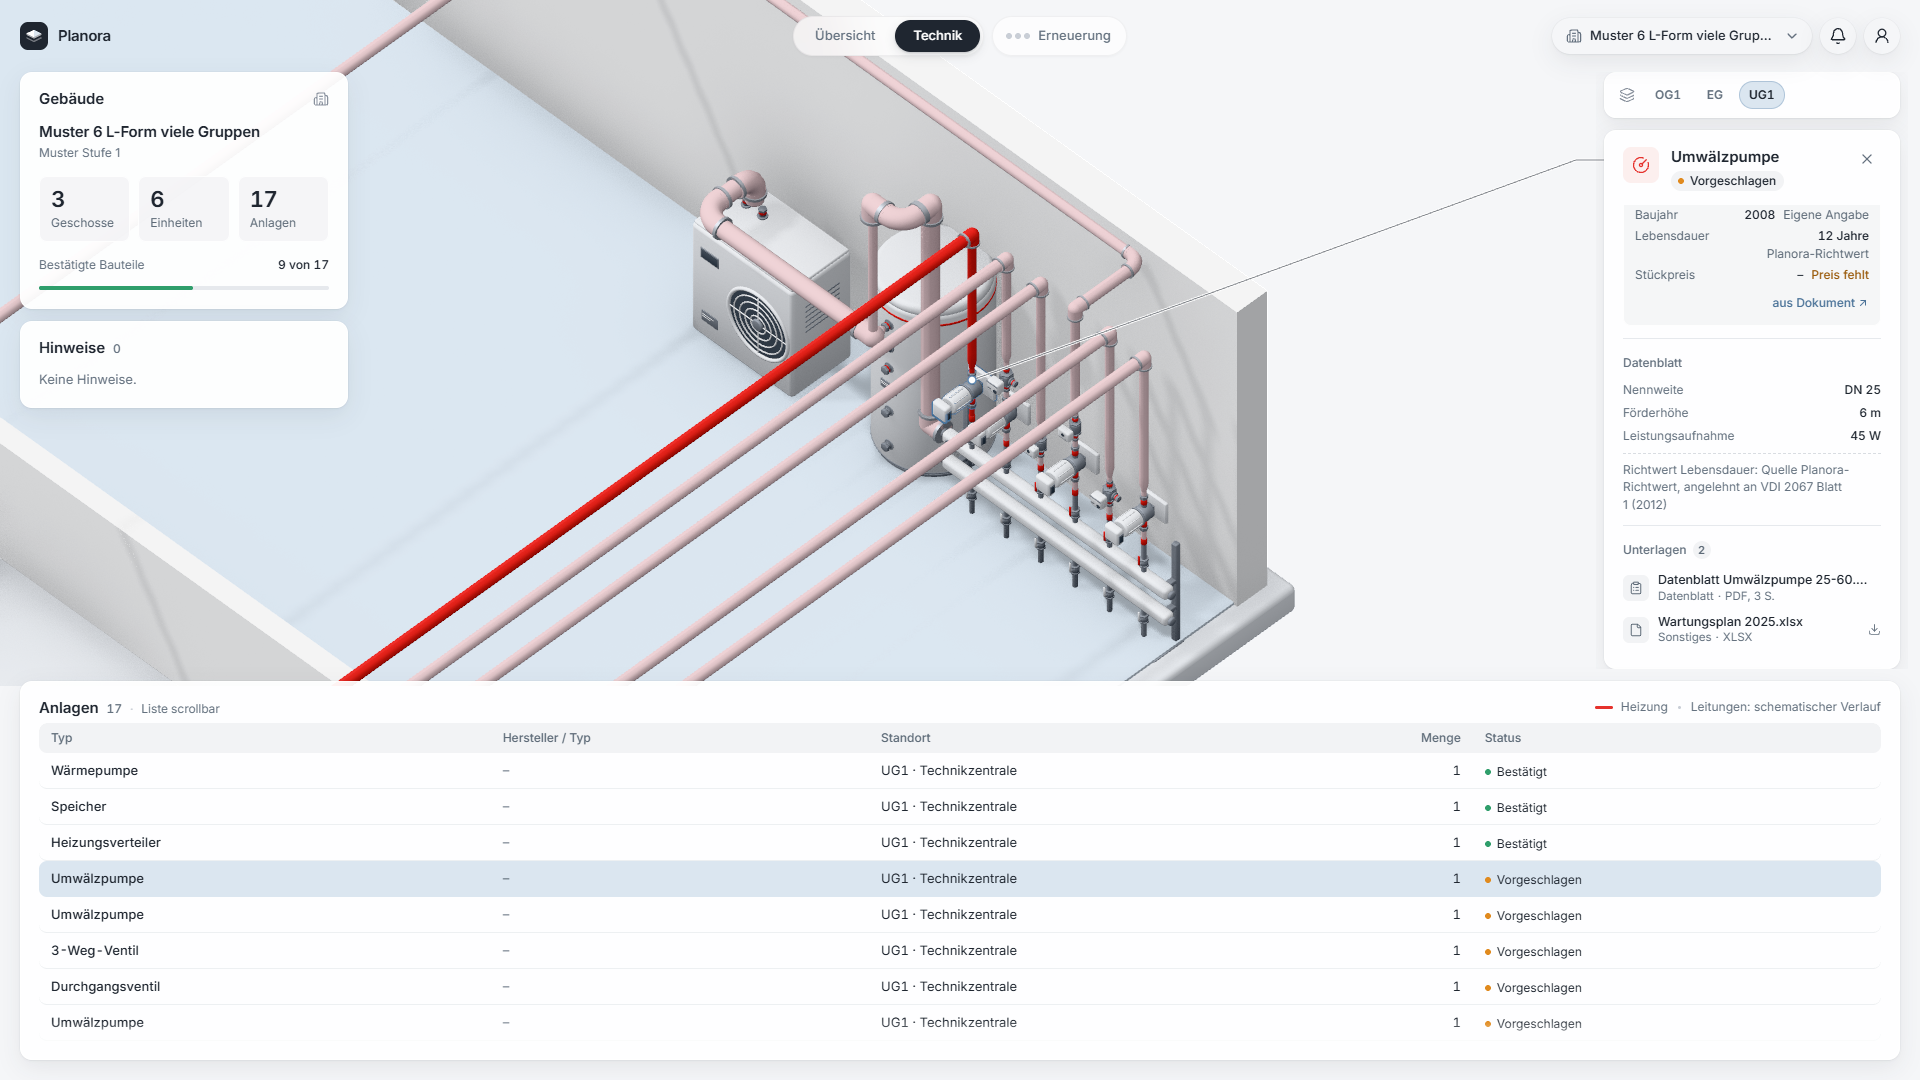 Planora
Übersicht
Technik
Erneuerung
Muster 6 L-Form viele Grup...
Gebäude
Muster 6 L-Form viele Gruppen
Muster Stufe 1
3 Geschosse
6 Einheiten
17 Anlagen
Bestätigte Bauteile 9 von 17
Hinweise 0
Keine Hinweise.
OG1 EG UG1
Umwälzpumpe
Vorgeschlagen
Baujahr 2008 Eigene Angabe
Lebensdauer 12 Jahre
Planora-Richtwert
Stückpreis – Preis fehlt
aus Dokument
Datenblatt
Nennweite DN 25
Förderhöhe 6 m
Leistungsaufnahme 45 W
Richtwert Lebensdauer: Quelle Planora-
Richtwert, angelehnt an VDI 2067 Blatt
1 (2012)
Unterlagen 2
Datenblatt Umwälzpumpe 25-60....
Datenblatt · PDF, 3 S.
Wartungsplan 2025.xlsx
Sonstiges · XLSX
Anlagen 17 · Liste scrollbar
Heizung · Leitungen: schematischer Verlauf
Typ Hersteller / Typ Standort Menge Status
Wärmepumpe – UG1 · Technikzentrale 1 Bestätigt
Speicher – UG1 · Technikzentrale 1 Bestätigt
Heizungsverteiler – UG1 · Technikzentrale 1 Bestätigt
Umwälzpumpe – UG1 · Technikzentrale 1 Vorgeschlagen
Umwälzpumpe – UG1 · Technikzentrale 1 Vorgeschlagen
3-Weg-Ventil – UG1 · Technikzentrale 1 Vorgeschlagen
Durchgangsventil – UG1 · Technikzentrale 1 Vorgeschlagen
Umwälzpumpe – UG1 · Technikzentrale 1 Vorgeschlagen